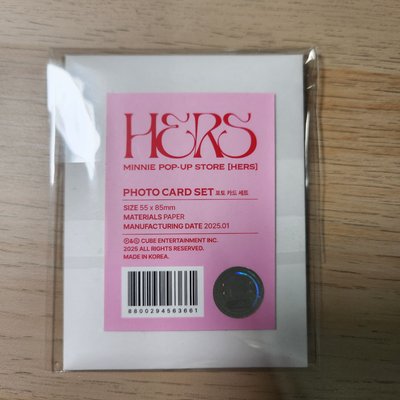 HERS
MINNIE POP-UP STORE [HERS]
PHOTO CARD SET 포토 카드 세트
SIZE 55 x 85mm
MATERIALS PAPER
MANUFACTURING DATE 2025.01
Ⓟ&Ⓒ CUBE ENTERTAINMENT INC.
2025 ALL RIGHTS RESERVED.
MADE IN KOREA.
8800294563661